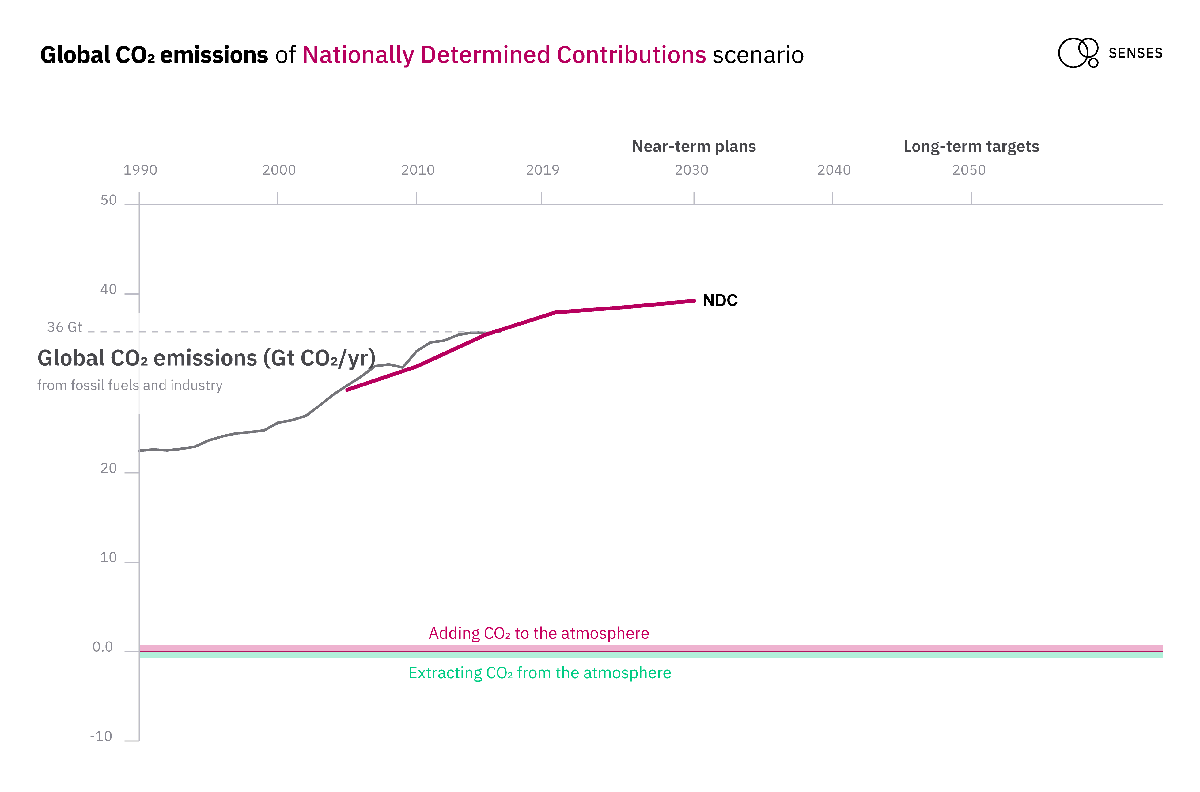 Global CO₂ emissions of Nationally Determined Contributions scenario
SENSES
Near-term plans
Long-term targets
1990
2000
2010
2019
2030
2040
2050
50
40
NDC
36 Gt
Global CO₂ emissions (Gt CO₂/yr)
from fossil fuels and industry
20
10
Adding CO₂ to the atmosphere
0.0
Extracting CO₂ from the atmosphere
-10